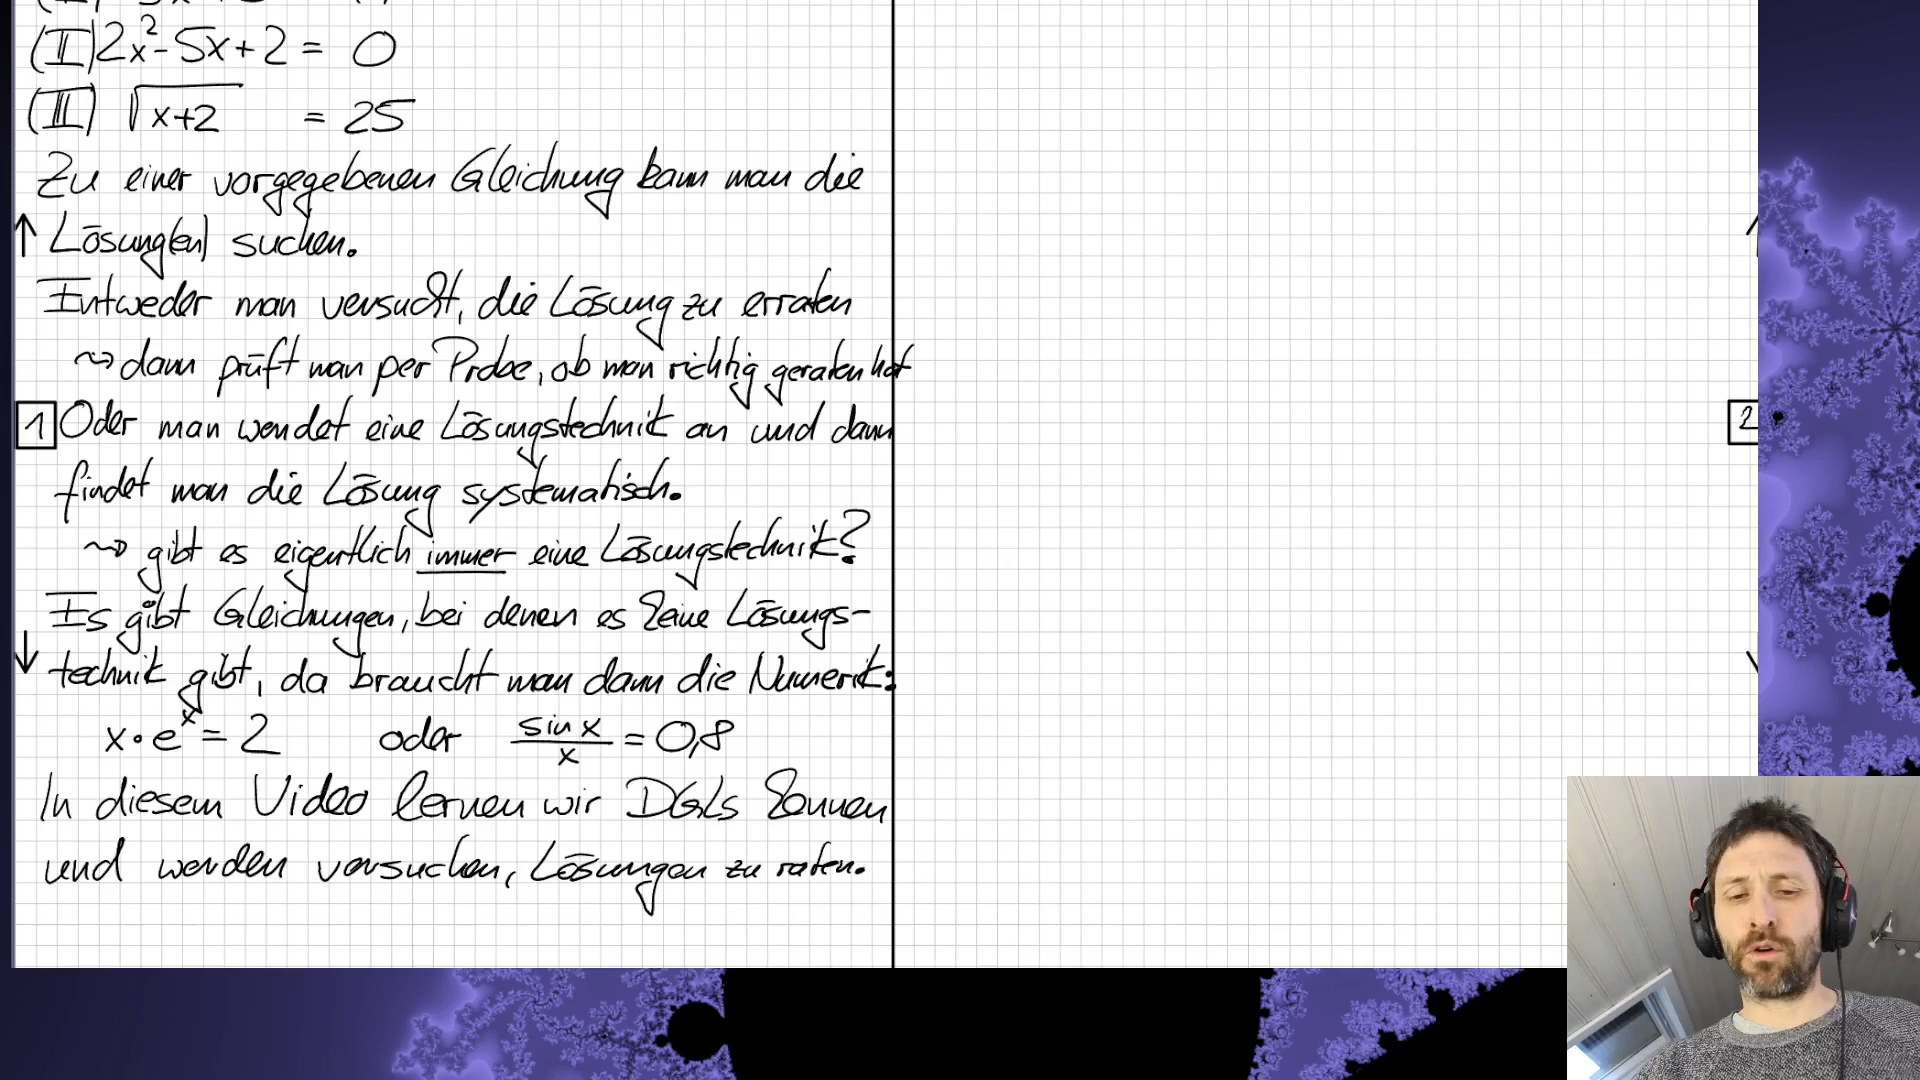 (I) 2x²-5x+2 = 0
(II) √x+2 = 25
Zu einer vorgegebenen Gleichung kann man die
↑ Lösung(en) suchen.
Entweder man versucht, die Lösung zu erraten
⇝ dann prüft man per Probe, ob man richtig geraten hat
1 Oder man wendet eine Lösungstechnik an und dann
findet man die Lösung systematisch.
⇝ gibt es eigentlich immer eine Lösungstechnik?
Es gibt Gleichungen, bei denen es keine Lösungs-
↓ technik gibt, da braucht man dann die Numerik:
x·eˣ = 2 oder sin x / x = 0,8
In diesem Video lernen wir DGLs kennen
und werden versuchen, Lösungen zu raten.
2